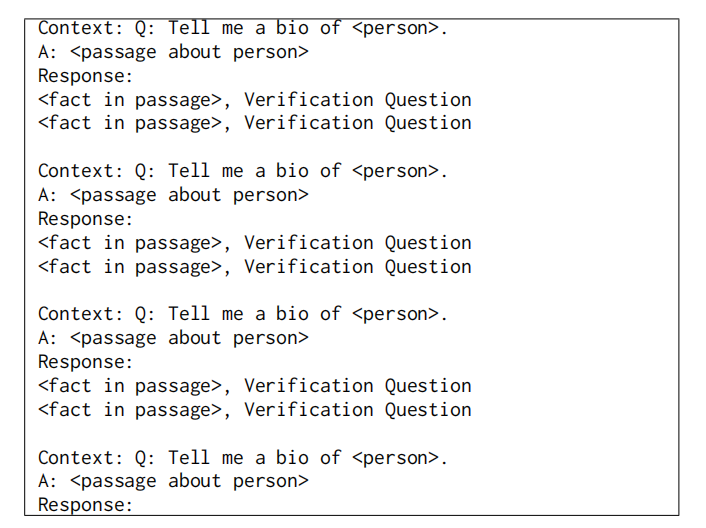 Context: Q: Tell me a bio of <person>.
A: <passage about person>
Response:
<fact in passage>, Verification Question
<fact in passage>, Verification Question

Context: Q: Tell me a bio of <person>.
A: <passage about person>
Response:
<fact in passage>, Verification Question
<fact in passage>, Verification Question

Context: Q: Tell me a bio of <person>.
A: <passage about person>
Response:
<fact in passage>, Verification Question
<fact in passage>, Verification Question

Context: Q: Tell me a bio of <person>.
A: <passage about person>
Response: